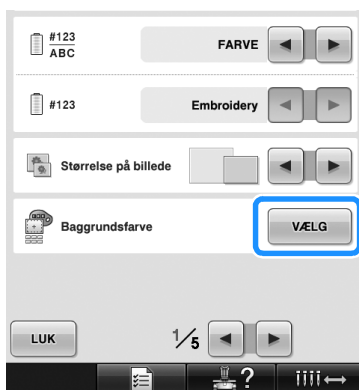 #123
ABC
FARVE
#123
Embroidery
Størrelse på billede
Baggrundsfarve
VÆLG
LUK
1/5
?